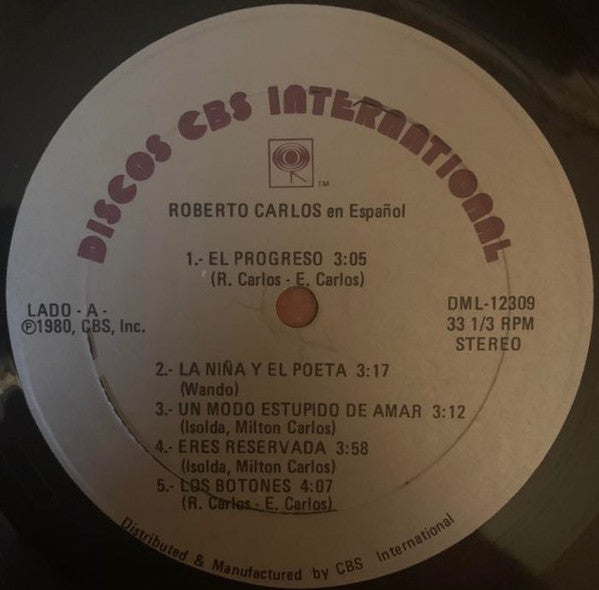 DISCOS CBS INTERNATIONAL
TM
ROBERTO CARLOS en Español
1.- EL PROGRESO 3:05
(R. Carlos - E. Carlos)
LADO - A -
℗1980, CBS, Inc.
DML-12309
33 1/3 RPM
STEREO
2.- LA NIÑA Y EL POETA 3:17
(Wando)
3.- UN MODO ESTUPIDO DE AMAR 3:12
(Isolda, Milton Carlos)
4.- ERES RESERVADA 3:58
(Isolda, Milton Carlos)
5.- LOS BOTONES 4:07
(R. Carlos - E. Carlos)
Distributed & Manufactured by CBS International